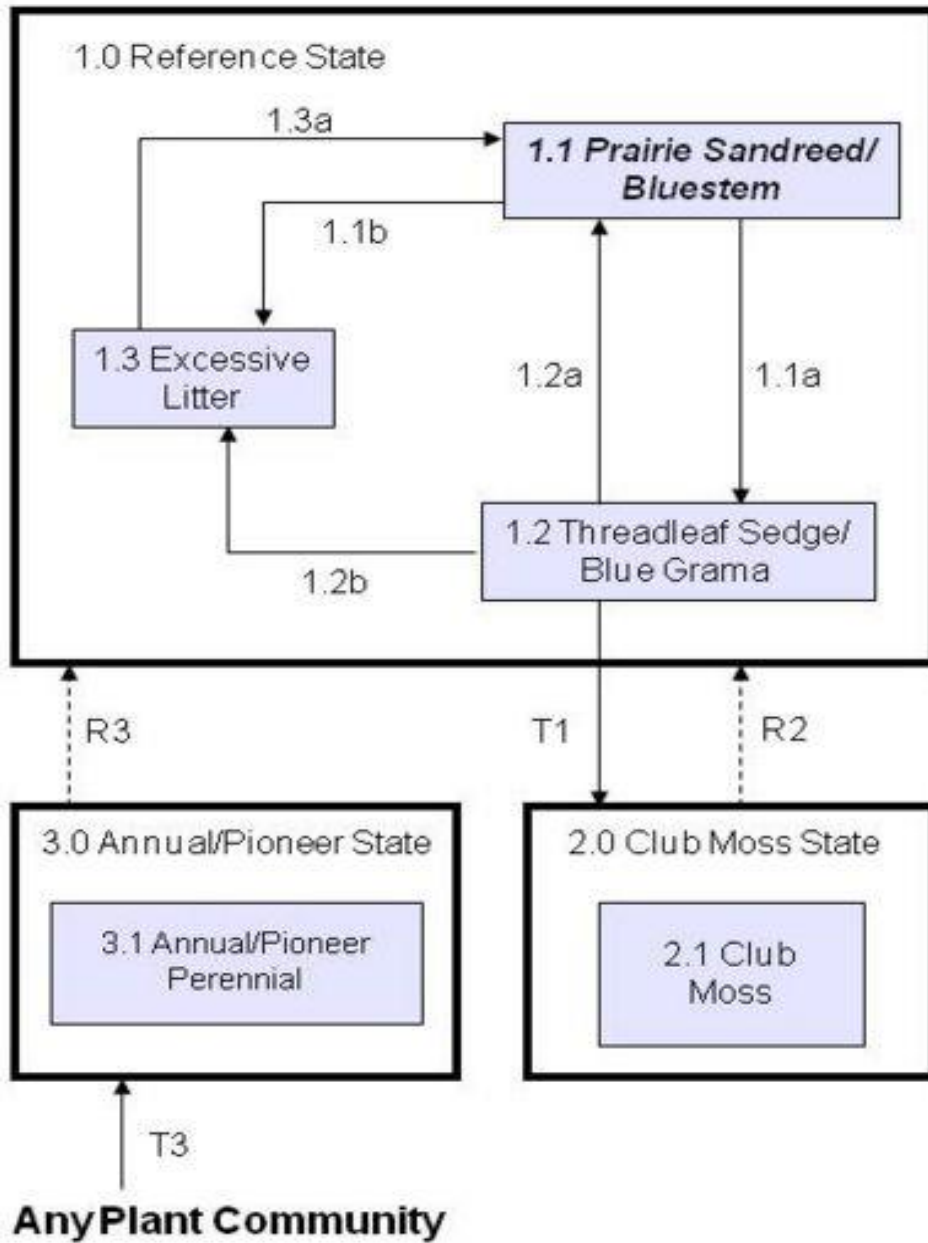 1.0 Reference State
1.3a
1.1 Prairie Sandreed/
Bluestem
1.1b
1.3 Excessive
Litter
1.2a
1.1a
1.2 Threadleaf Sedge/
Blue Grama
1.2b
R3
T1
R2
3.0 Annual/Pioneer State
3.1 Annual/Pioneer
Perennial
2.0 Club Moss State
2.1 Club
Moss
T3
Any Plant Community